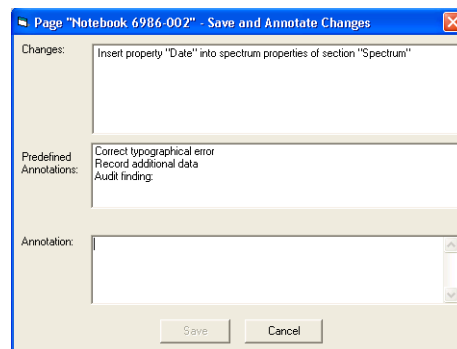 Page "Notebook 6986-002" - Save and Annotate Changes
Changes:
Insert property "Date" into spectrum properties of section "Spectrum"
Predefined
Annotations:
Correct typographical error
Record additional data
Audit finding:
Annotation:
Save
Cancel